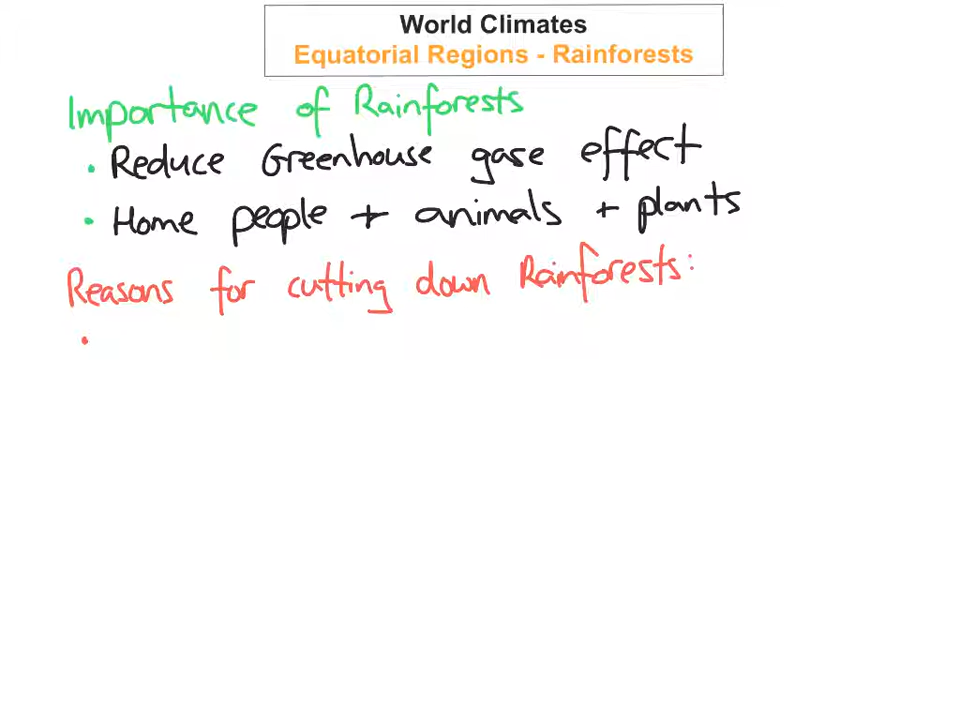 World Climates
Equatorial Regions - Rainforests
Importance of Rainforests
• Reduce Greenhouse gase effect
• Home people + animals + plants
Reasons for cutting down Rainforests:
•